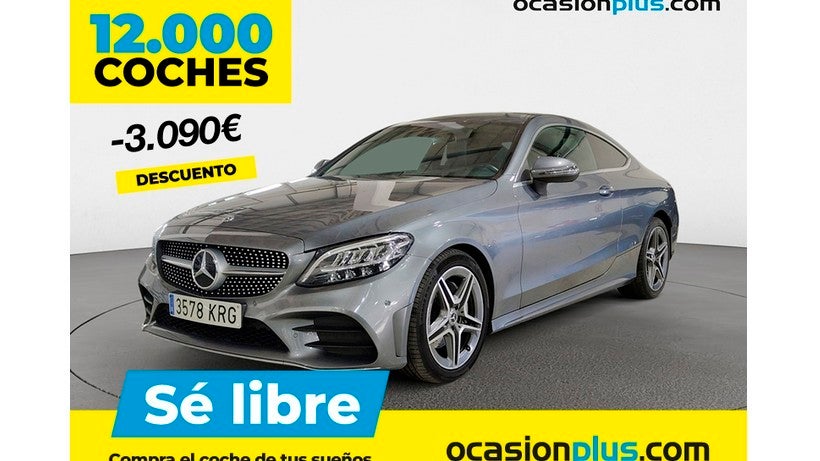 12.000
COCHES
ocasionplus.com
-3.090€
DESCUENTO
3578 KRG
Sé libre
Compra el coche de tus sueños
ocasionplus.com